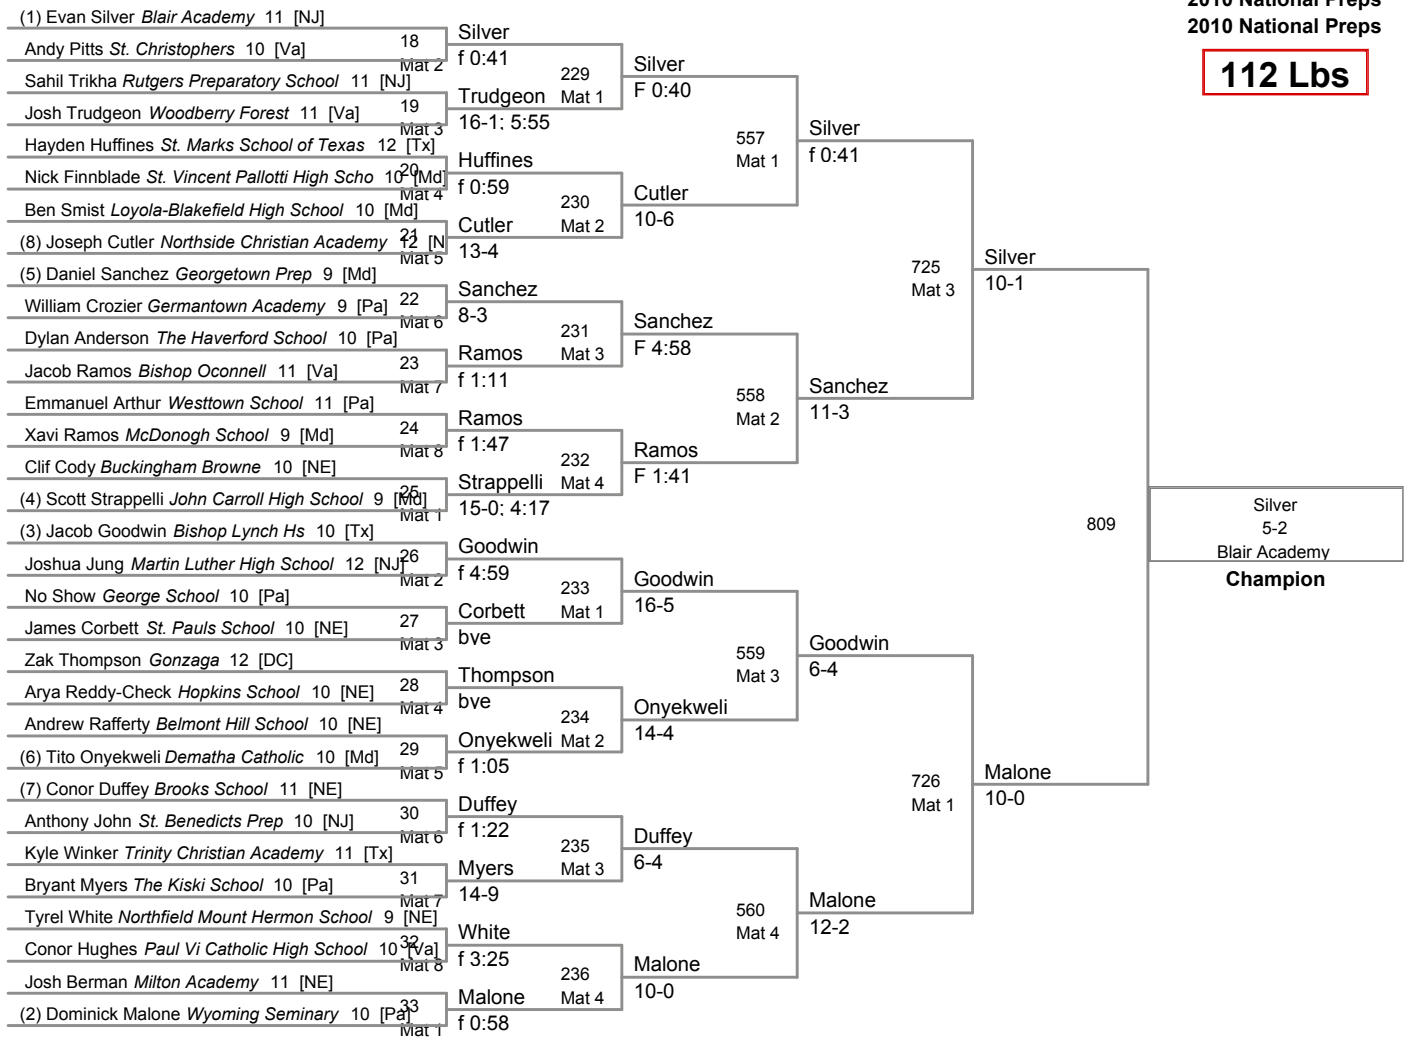 2010 National Preps
2010 National Preps
112 Lbs
(1) Evan Silver Blair Academy 11 [NJ]
Andy Pitts St. Christophers 10 [Va]
18
Mat 2
Silver
f 0:41
Sahil Trikha Rutgers Preparatory School 11 [NJ]
Josh Trudgeon Woodberry Forest 11 [Va]
19
Mat 3
Trudgeon
16-1; 5:55
229
Mat 1
Silver
F 0:40
Hayden Huffines St. Marks School of Texas 12 [Tx]
Nick Finnblade St. Vincent Pallotti High Scho 10 [Md]
20
Mat 4
Huffines
f 0:59
Ben Smist Loyola-Blakefield High School 10 [Md]
(8) Joseph Cutler Northside Christian Academy 12 [N
21
Mat 5
Cutler
13-4
230
Mat 2
Cutler
10-6
557
Mat 1
Silver
f 0:41
(5) Daniel Sanchez Georgetown Prep 9 [Md]
William Crozier Germantown Academy 9 [Pa]
22
Mat 6
Sanchez
8-3
Dylan Anderson The Haverford School 10 [Pa]
Jacob Ramos Bishop Oconnell 11 [Va]
23
Mat 7
Ramos
f 1:11
231
Mat 3
Sanchez
F 4:58
Emmanuel Arthur Westtown School 11 [Pa]
Xavi Ramos McDonogh School 9 [Md]
24
Mat 8
Ramos
f 1:47
Clif Cody Buckingham Browne 10 [NE]
(4) Scott Strappelli John Carroll High School 9 [Md]
25
Mat 1
Strappelli
15-0; 4:17
232
Mat 4
Ramos
F 1:41
558
Mat 2
Sanchez
11-3
725
Mat 3
Silver
10-1
(3) Jacob Goodwin Bishop Lynch Hs 10 [Tx]
Joshua Jung Martin Luther High School 12 [NJ]
26
Mat 2
Goodwin
f 4:59
No Show George School 10 [Pa]
James Corbett St. Pauls School 10 [NE]
27
Mat 3
Corbett
bye
233
Mat 1
Goodwin
16-5
Zak Thompson Gonzaga 12 [DC]
Arya Reddy-Check Hopkins School 10 [NE]
28
Mat 4
Thompson
bye
Andrew Rafferty Belmont Hill School 10 [NE]
(6) Tito Onyekweli Dematha Catholic 10 [Md]
29
Mat 5
Onyekweli
f 1:05
234
Mat 2
Onyekweli
14-4
559
Mat 3
Goodwin
6-4
(7) Conor Duffey Brooks School 11 [NE]
Anthony John St. Benedicts Prep 10 [NJ]
30
Mat 6
Duffey
f 1:22
Kyle Winker Trinity Christian Academy 11 [Tx]
Bryant Myers The Kiski School 10 [Pa]
31
Mat 7
Myers
14-9
235
Mat 3
Duffey
6-4
Tyrel White Northfield Mount Hermon School 9 [NE]
Conor Hughes Paul Vi Catholic High School 10 [Va]
32
Mat 8
White
f 3:25
Josh Berman Milton Academy 11 [NE]
(2) Dominick Malone Wyoming Seminary 10 [Pa]
33
Mat 1
Malone
f 0:58
236
Mat 4
Malone
10-0
560
Mat 4
Malone
12-2
726
Mat 1
Malone
10-0
809
Silver
5-2
Blair Academy
Champion